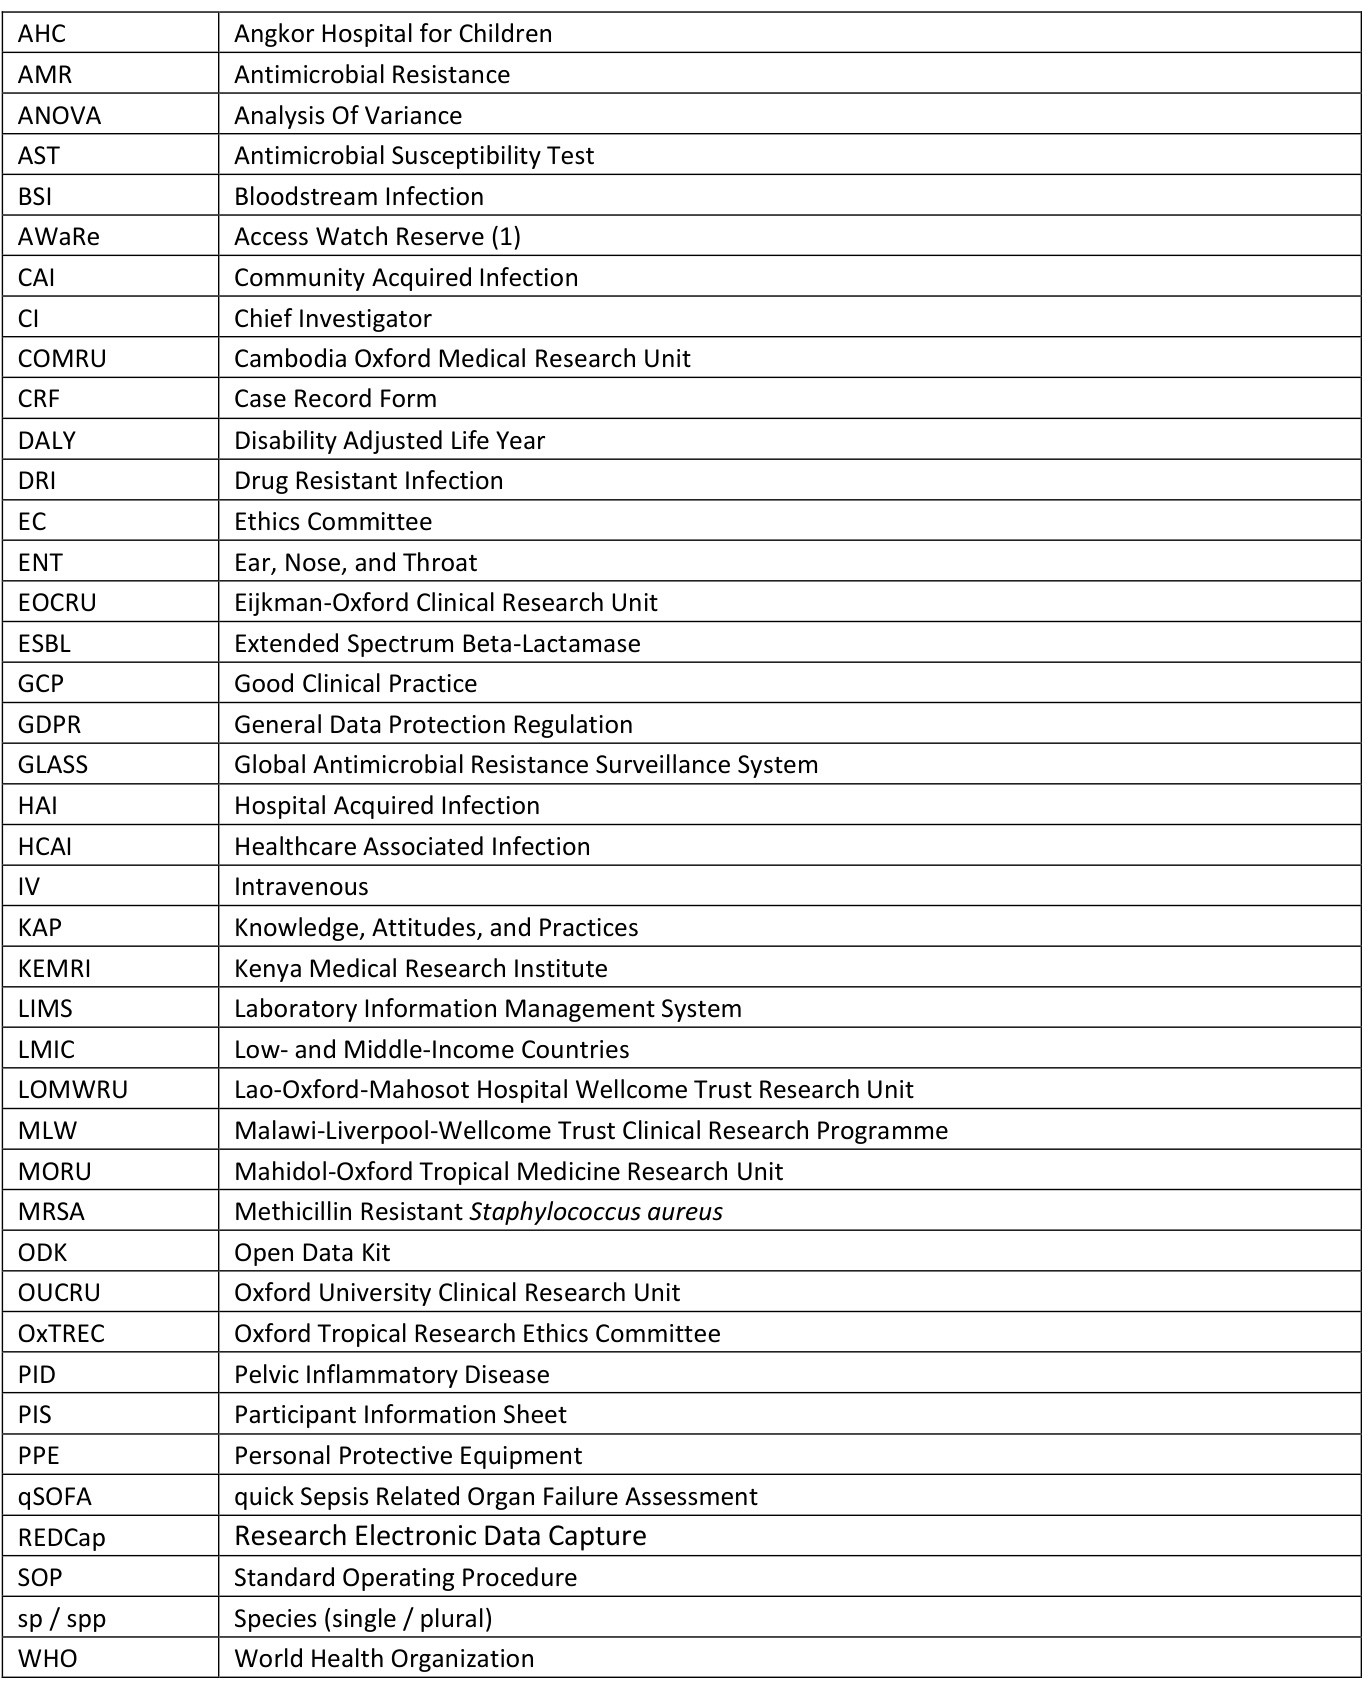 AHC Angkor Hospital for Children
AMR Antimicrobial Resistance
ANOVA Analysis Of Variance
AST Antimicrobial Susceptibility Test
BSI Bloodstream Infection
AWaRe Access Watch Reserve (1)
CAI Community Acquired Infection
CI Chief Investigator
COMRU Cambodia Oxford Medical Research Unit
CRF Case Record Form
DALY Disability Adjusted Life Year
DRI Drug Resistant Infection
EC Ethics Committee
ENT Ear, Nose, and Throat
EOCRU Eijkman-Oxford Clinical Research Unit
ESBL Extended Spectrum Beta-Lactamase
GCP Good Clinical Practice
GDPR General Data Protection Regulation
GLASS Global Antimicrobial Resistance Surveillance System
HAI Hospital Acquired Infection
HCAI Healthcare Associated Infection
IV Intravenous
KAP Knowledge, Attitudes, and Practices
KEMRI Kenya Medical Research Institute
LIMS Laboratory Information Management System
LMIC Low- and Middle-Income Countries
LOMWRU Lao-Oxford-Mahosot Hospital Wellcome Trust Research Unit
MLW Malawi-Liverpool-Wellcome Trust Clinical Research Programme
MORU Mahidol-Oxford Tropical Medicine Research Unit
MRSA Methicillin Resistant Staphylococcus aureus
ODK Open Data Kit
OUCRU Oxford University Clinical Research Unit
OxTREC Oxford Tropical Research Ethics Committee
PID Pelvic Inflammatory Disease
PIS Participant Information Sheet
PPE Personal Protective Equipment
qSOFA quick Sepsis Related Organ Failure Assessment
REDCap Research Electronic Data Capture
SOP Standard Operating Procedure
sp / spp Species (single / plural)
WHO World Health Organization